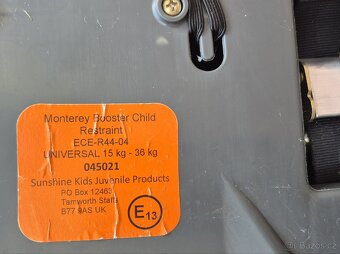 Monterey Booster Child
Restraint
ECE-R44-04
UNIVERSAL 15 kg - 36 kg
045021
Sunshine Kids Juvenile Products
PO Box 12463
Tamworth Staffs
B77 9AS UK
E13